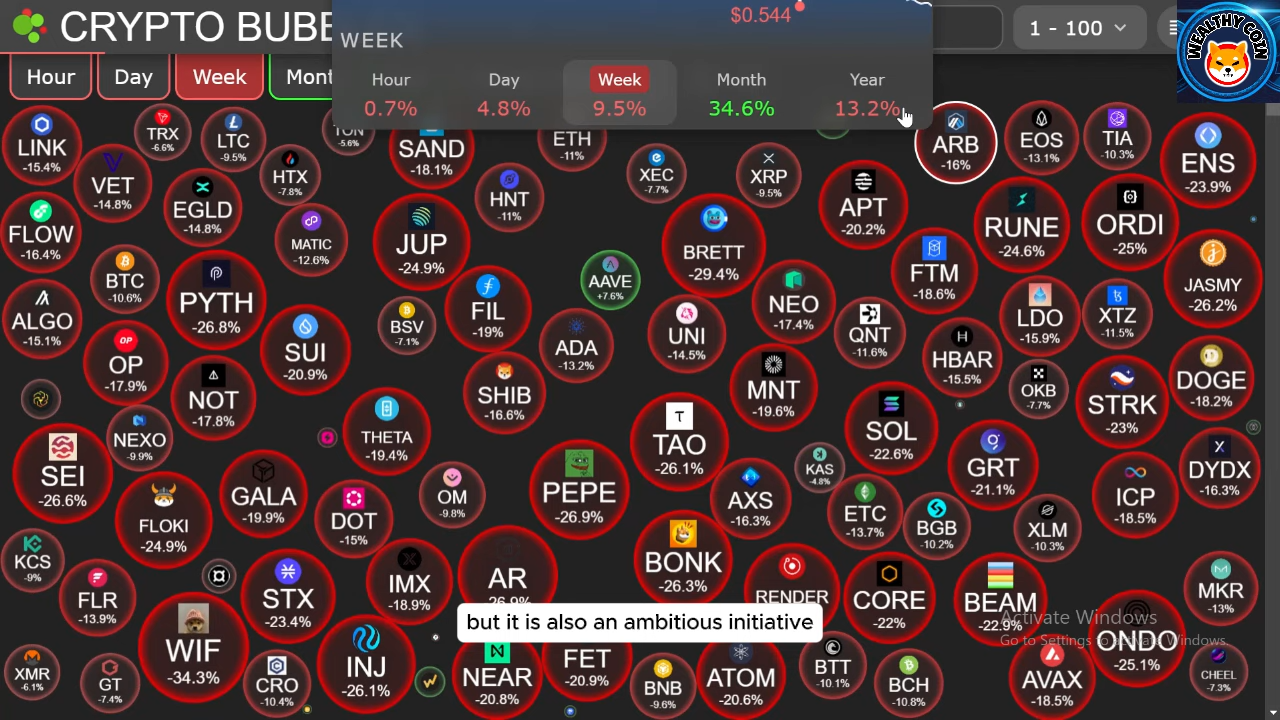 CRYPTO BUBB
$0.544
1 - 100
WEALTHY COIN
WEEK
Hour
Day
Week
Mont
Hour
Day
Week
Month
Year
0.7%
4.8%
9.5%
34.6%
13.2%
LINK
-15.4%
TRX
-6.6%
LTC
-9.5%
TON
-5.6%
SAND
-18.1%
ETH
-11%
ARB
-16%
EOS
-13.1%
TIA
-10.3%
ENS
-23.9%
VET
-14.8%
HTX
-7.8%
XEC
-7.7%
XRP
-9.5%
EGLD
-14.8%
HNT
-11%
APT
-20.2%
RUNE
-24.6%
ORDI
-25%
FLOW
-16.4%
MATIC
-12.6%
JUP
-24.9%
BRETT
-29.4%
BTC
-10.6%
AAVE
+7.6%
FTM
-18.6%
JASMY
-26.2%
PYTH
-26.8%
FIL
-19%
NEO
-17.4%
ALGO
-15.1%
BSV
-7.1%
UNI
-14.5%
QNT
-11.6%
LDO
-15.9%
XTZ
-11.5%
SUI
-20.9%
ADA
-13.2%
HBAR
-15.5%
OP
-17.9%
NOT
-17.8%
SHIB
-16.6%
MNT
-19.6%
OKB
-7.7%
DOGE
-18.2%
STRK
-23%
NEXO
-9.9%
THETA
-19.4%
TAO
-26.1%
SOL
-22.6%
SEI
-26.6%
GALA
-19.9%
OM
-9.8%
PEPE
-26.9%
AXS
-16.3%
KAS
-4.8%
GRT
-21.1%
ICP
-18.5%
DYDX
-16.3%
FLOKI
-24.9%
DOT
-15%
ETC
-13.7%
BGB
-10.2%
XLM
-10.3%
KCS
-9%
IMX
-18.9%
AR
-26.9%
BONK
-26.3%
RENDER
CORE
-22%
BEAM
-22.9%
MKR
-13%
FLR
-13.9%
STX
-23.4%
but it is also an ambitious initiative
Activate Windows
Go to Settings to activate Windows.
WIF
-34.3%
INJ
-26.1%
NEAR
-20.8%
FET
-20.9%
ATOM
-20.6%
BTT
-10.1%
ONDO
-25.1%
XMR
-6.1%
GT
-7.4%
CRO
-10.4%
BNB
-9.6%
BCH
-10.8%
AVAX
-18.5%
CHEEL
-7.3%